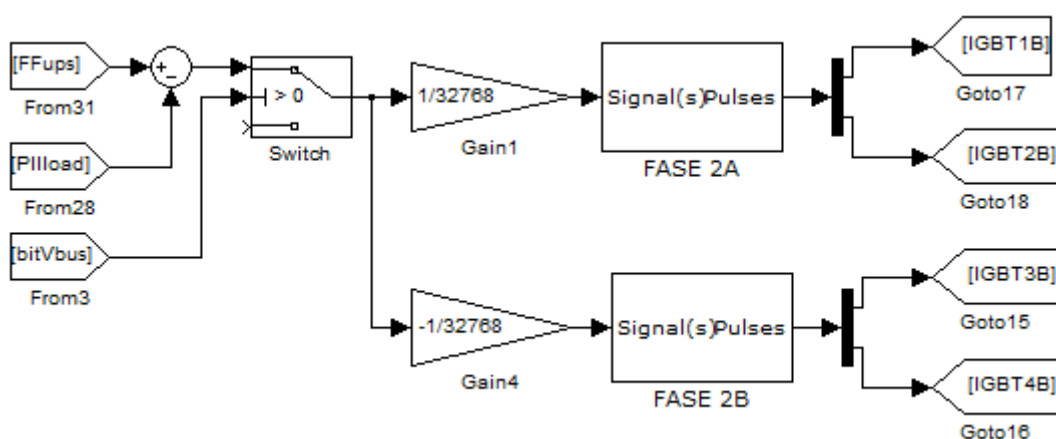 [FFups]
From31
+
−
[PIIload]
From28
[bitVbus]
From3
> 0
Switch
1/32768
Gain1
Signal(s)Pulses
FASE 2A
[IGBT1B]
Goto17
[IGBT2B]
Goto18
-1/32768
Gain4
Signal(s)Pulses
FASE 2B
[IGBT3B]
Goto15
[IGBT4B]
Goto16